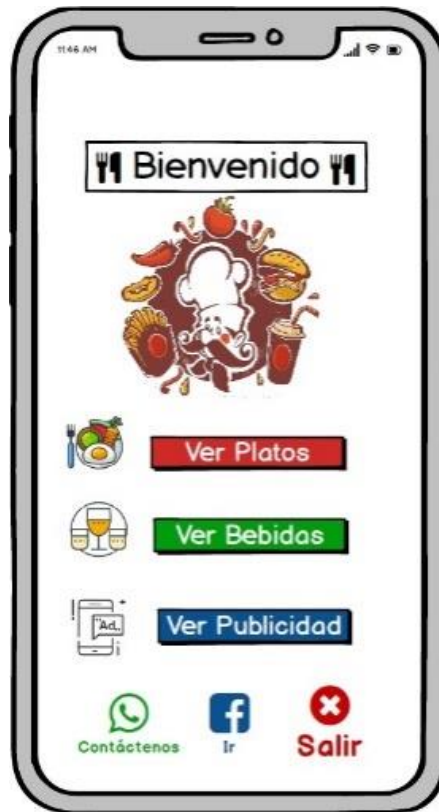 11:46 AM
Bienvenido
Ver Platos
Ver Bebidas
Ad..
Ver Publicidad
Contáctenos
Ir
Salir